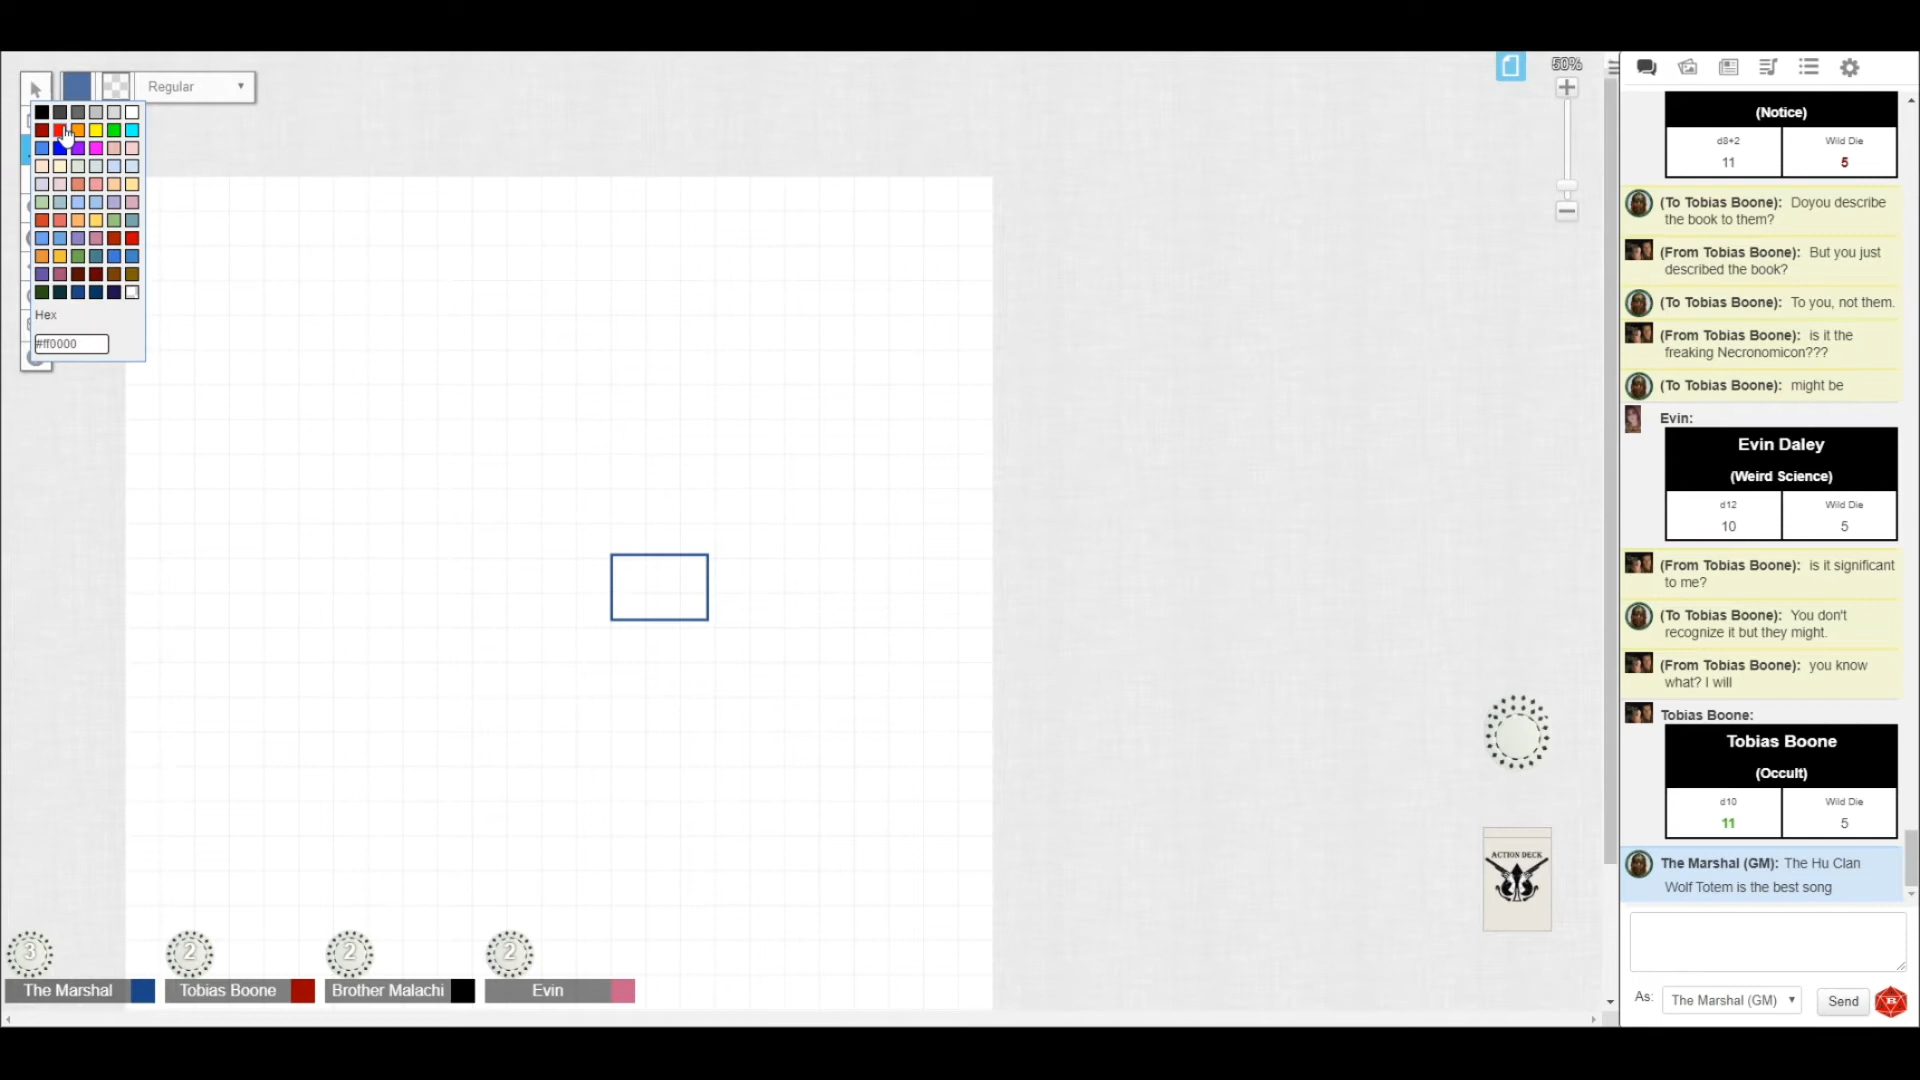 Regular
Hex
#ff0000
50%
ACTION DECK
3
2
2
2
The Marshal
Tobias Boone
Brother Malachi
Evin
(Notice)
d8+2
Wild Die
11
5
(To Tobias Boone): Doyou describe
the book to them?
(From Tobias Boone): But you just
described the book?
(To Tobias Boone): To you, not them.
(From Tobias Boone): is it the
freaking Necronomicon???
(To Tobias Boone): might be
Evin:
Evin Daley
(Weird Science)
d12
Wild Die
10
5
(From Tobias Boone): is it significant
to me?
(To Tobias Boone): You don't
recognize it but they might.
(From Tobias Boone): you know
what? I will
Tobias Boone:
Tobias Boone
(Occult)
d10
Wild Die
11
5
The Marshal (GM): The Hu Clan
Wolf Totem is the best song
As:
The Marshal (GM)
Send